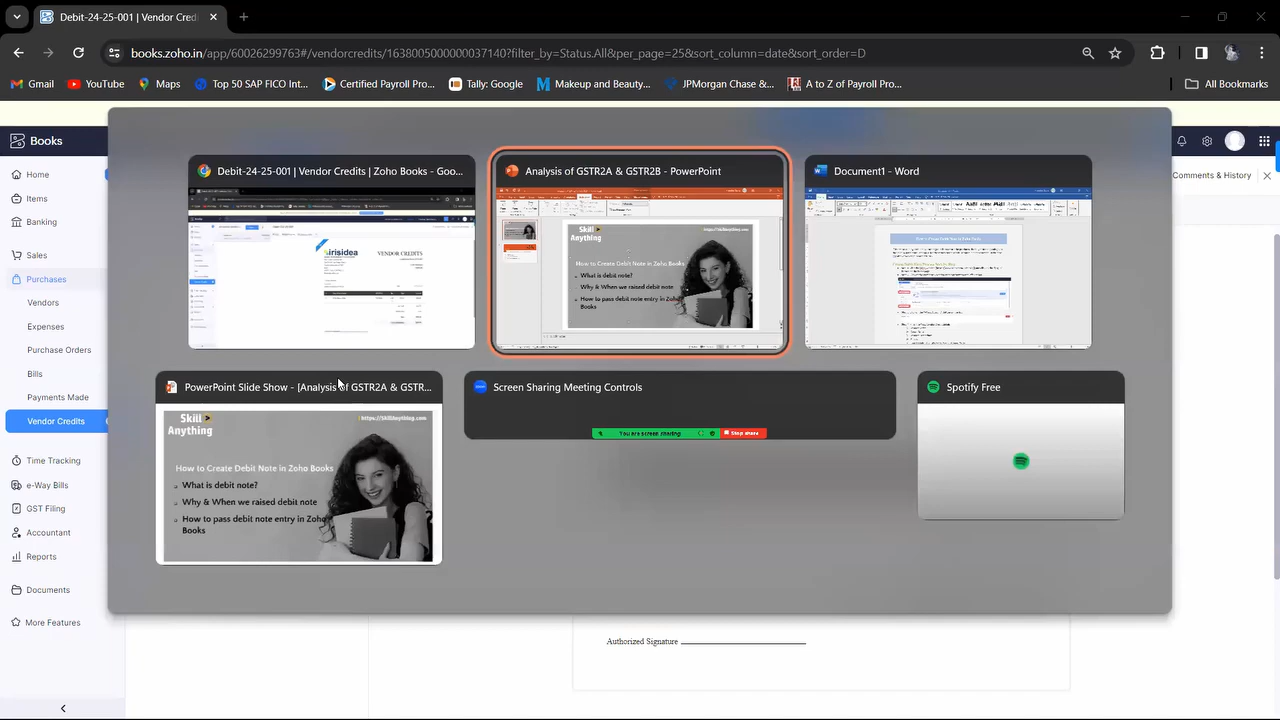 Debit-24-25-001 | Vendor Credi
books.zoho.in/app/60026299763#/vendorcredits/1638005000000037140?filter_by=Status.All&per_page=25&sort_column=date&sort_order=D
Gmail
YouTube
Maps
Top 50 SAP FICO Int...
Certified Payroll Pro...
Tally Google
Makeup and Beauty...
JPMorgan Chase &...
A to Z of Payroll Pro...
All Bookmarks
Books
Home
Items
Banking
Sales
Purchases
Vendors
Expenses
Purchase Orders
Bills
Payments Made
Vendor Credits
Time Tracking
e-Way Bills
GST Filing
Accountant
Reports
Documents
More Features
Comments & History
Debit-24-25-001 | Vendor Credits | Zoho Books - Goo...
irisidea
VENDOR CREDITS
Analysis of GSTR2A & GSTR2B - PowerPoint
Skill
Anything
How to Create Debit Note in Zoho Books
What is debit note?
Why & When we raised debit note
How to pass debit note entry in Zoho
Books
Document1 - Word
PowerPoint Slide Show - [Analysis of GSTR2A & GSTR...
Skill >
Anything
https://SkillAnything.com
How to Create Debit Note in Zoho Books
What is debit note?
Why & When we raised debit note
How to pass debit note entry in Zoho
Books
Screen Sharing Meeting Controls
You are screen sharing
Stop share
Spotify Free
Authorized Signature